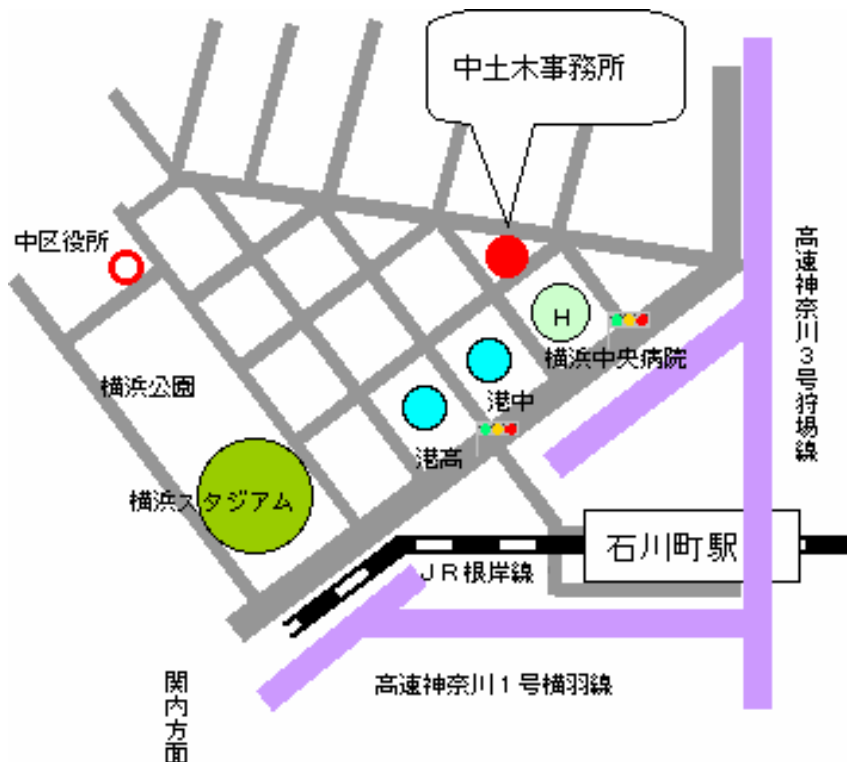 中土木事務所
中区役所
高速神奈川3号狩場線
H
横浜中央病院
横浜公園
港中
港高
横浜スタジアム
石川町駅
JR根岸線
関内方面
高速神奈川1号横羽線